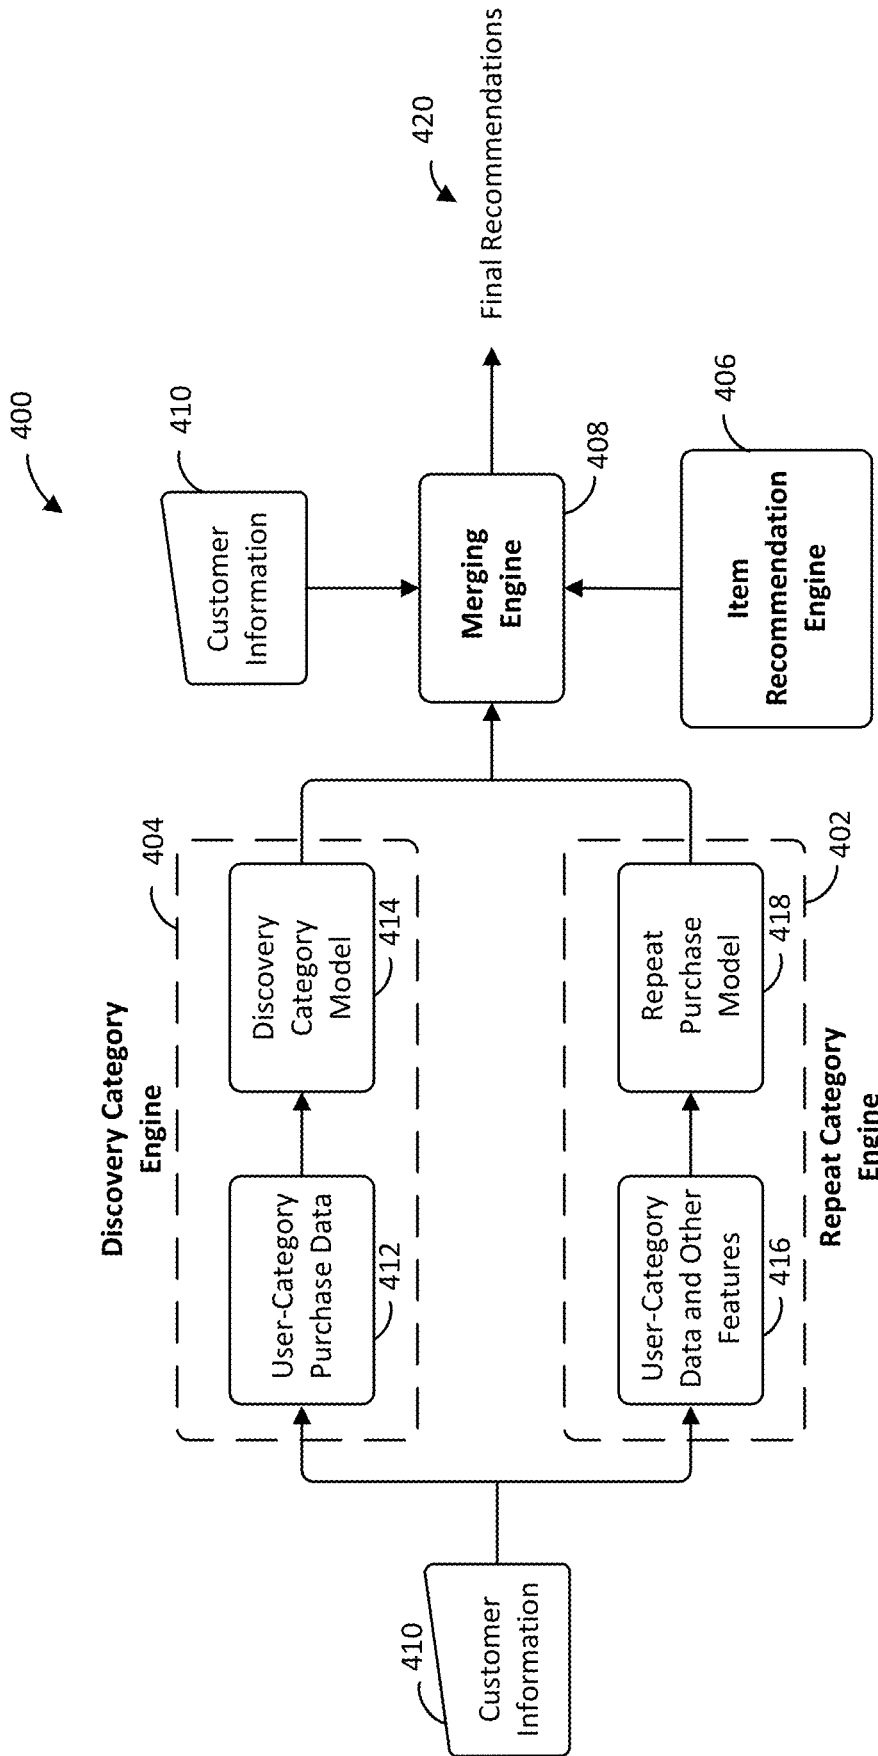 400
410
Customer
Information
Discovery Category
Engine
404
User-Category
Purchase Data
412
Discovery
Category
Model
414
Repeat Category
Engine
402
User-Category
Data and Other
Features
416
Repeat
Purchase
Model
418
410
Customer
Information
Merging
Engine
408
Item
Recommendation
Engine
406
420
Final Recommendations